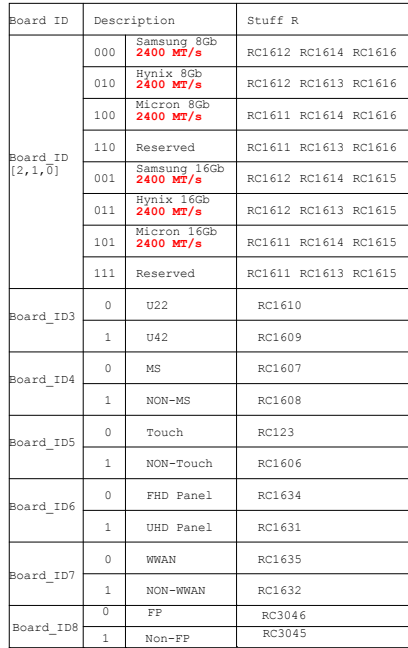 Board ID Description Stuff R
000 Samsung 8Gb RC1612 RC1614 RC1616
2400 MT/s
010 Hynix 8Gb RC1612 RC1613 RC1616
2400 MT/s
100 Micron 8Gb RC1611 RC1614 RC1616
2400 MT/s
110 Reserved RC1611 RC1613 RC1616
Board_ID
[2,1,0]
001 Samsung 16Gb RC1612 RC1614 RC1615
2400 MT/s
011 Hynix 16Gb RC1612 RC1613 RC1615
2400 MT/s
101 Micron 16Gb RC1611 RC1614 RC1615
2400 MT/s
111 Reserved RC1611 RC1613 RC1615
Board_ID3
0 U22 RC1610
1 U42 RC1609
Board_ID4
0 MS RC1607
1 NON-MS RC1608
Board_ID5
0 Touch RC123
1 NON-Touch RC1606
Board_ID6
0 FHD Panel RC1634
1 UHD Panel RC1631
Board_ID7
0 WWAN RC1635
1 NON-WWAN RC1632
Board_ID8
0 FP RC3046
1 Non-FP RC3045